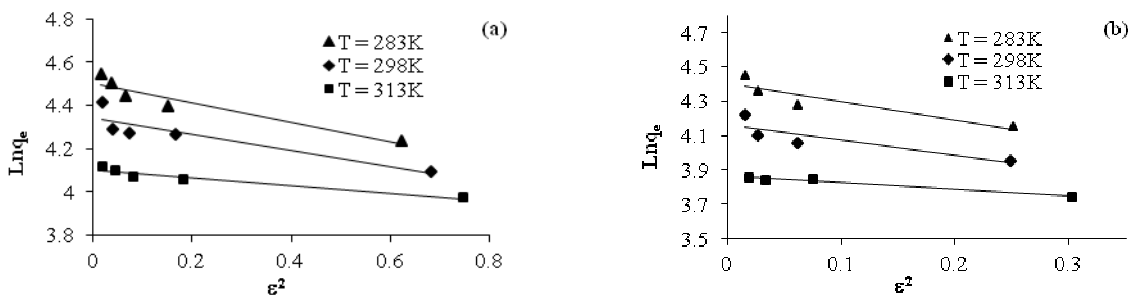 (a)
4.8
4.6
4.4
4.2
4
3.8
Lnqₑ
T = 283K
T = 298K
T = 313K
0
0.2
0.4
0.6
0.8
ε²
(b)
4.7
4.5
4.3
4.1
3.9
3.7
3.5
Lnqₑ
T = 283K
T = 298K
T = 313K
0
0.1
0.2
0.3
ε²